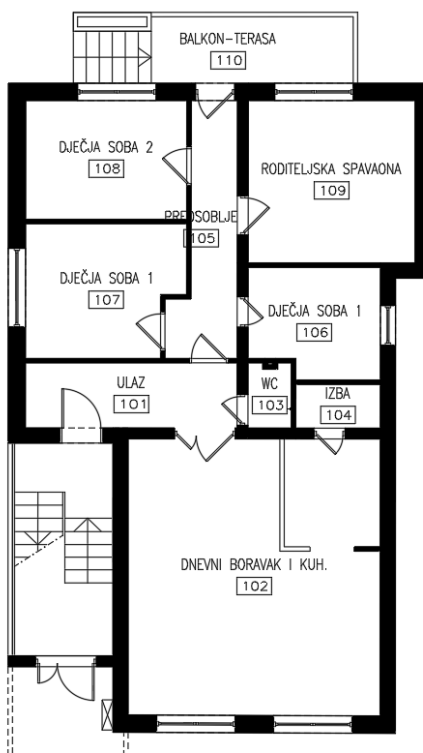 BALKON-TERASA
110
DJEČJA SOBA 2
108
RODITELJSKA SPAVAONA
109
PREDSOBLJE
105
DJEČJA SOBA 1
107
DJEČJA SOBA 1
106
ULAZ
101
WC
103
IZBA
104
DNEVNI BORAVAK I KUH.
102